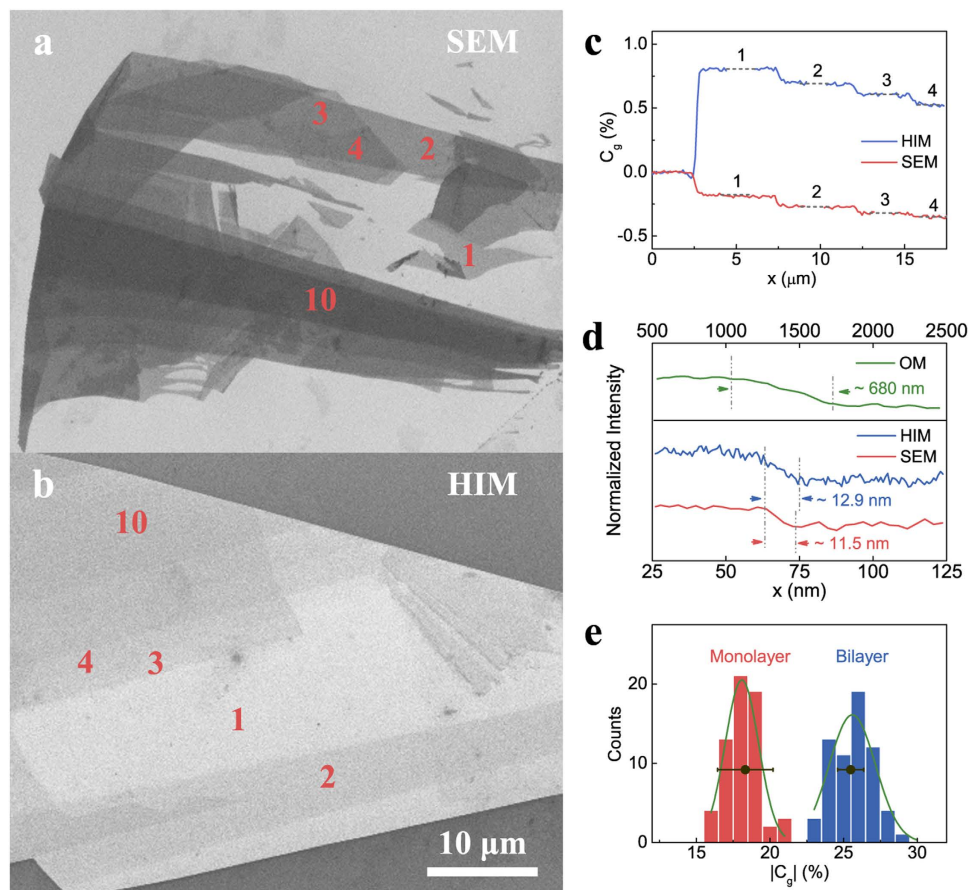 a
SEM
3
4
2
1
10
b
HIM
10
4
3
1
2
10 μm
c
1.0
0.5
0.0
-0.5
C_g (%)
1
2
3
4
HIM
SEM
1
2
3
4
0
5
10
15
x (μm)
d
500
1000
1500
2000
2500
Normalized Intensity
OM
~ 680 nm
HIM
SEM
~ 12.9 nm
~ 11.5 nm
25
50
75
100
125
x (nm)
e
Monolayer
Bilayer
20
10
0
Counts
15
20
25
30
|C_g| (%)